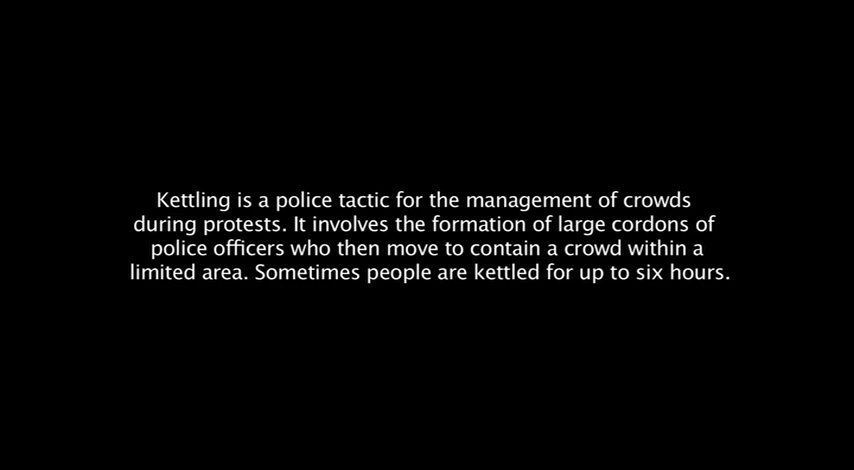 Kettling is a police tactic for the management of crowds
during protests. It involves the formation of large cordons of
police officers who then move to contain a crowd within a
limited area. Sometimes people are kettled for up to six hours.